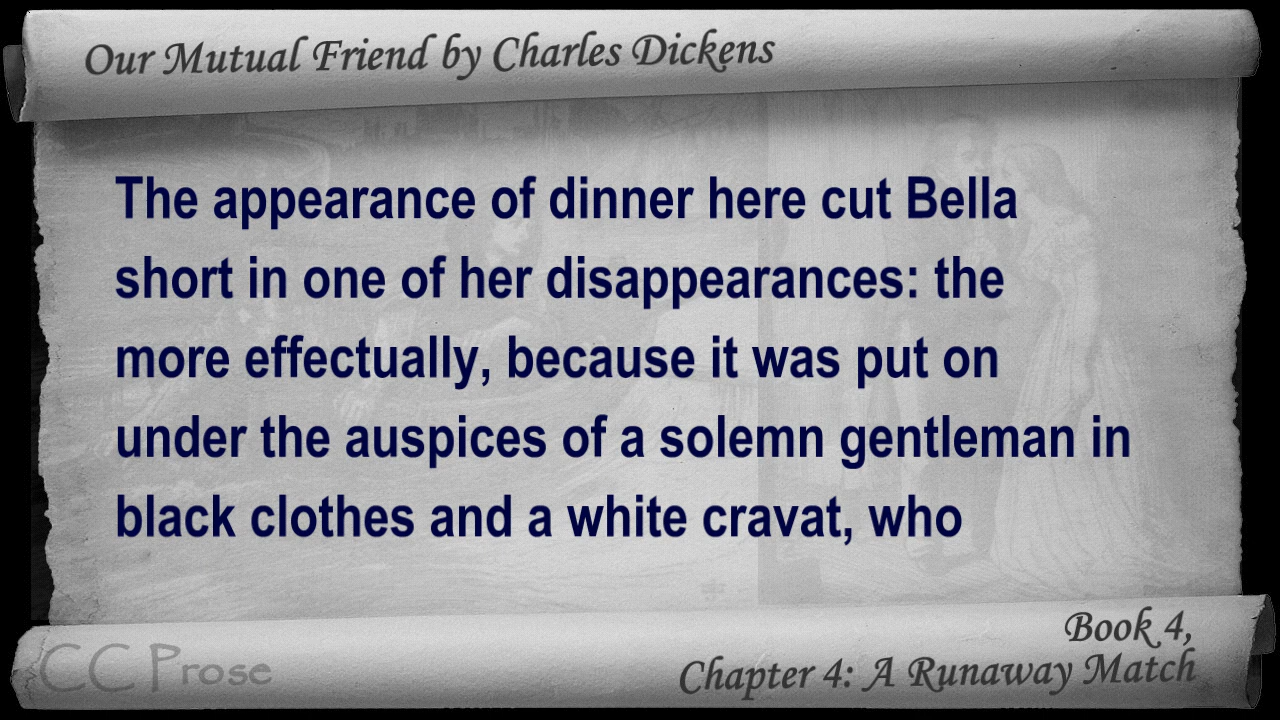 Our Mutual Friend by Charles Dickens
The appearance of dinner here cut Bella
short in one of her disappearances: the
more effectually, because it was put on
under the auspices of a solemn gentleman in
black clothes and a white cravat, who
Book 4,
Chapter 4: A Runaway Match
CC Prose